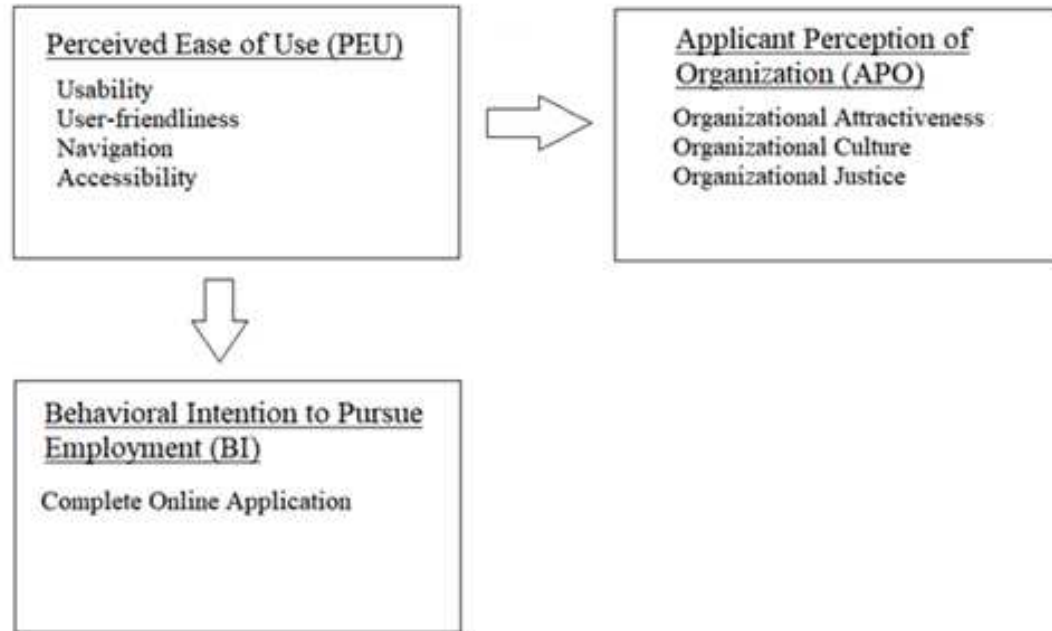 Perceived Ease of Use (PEU)
Usability
User-friendliness
Navigation
Accessibility
Applicant Perception of
Organization (APO)
Organizational Attractiveness
Organizational Culture
Organizational Justice
Behavioral Intention to Pursue
Employment (BI)
Complete Online Application